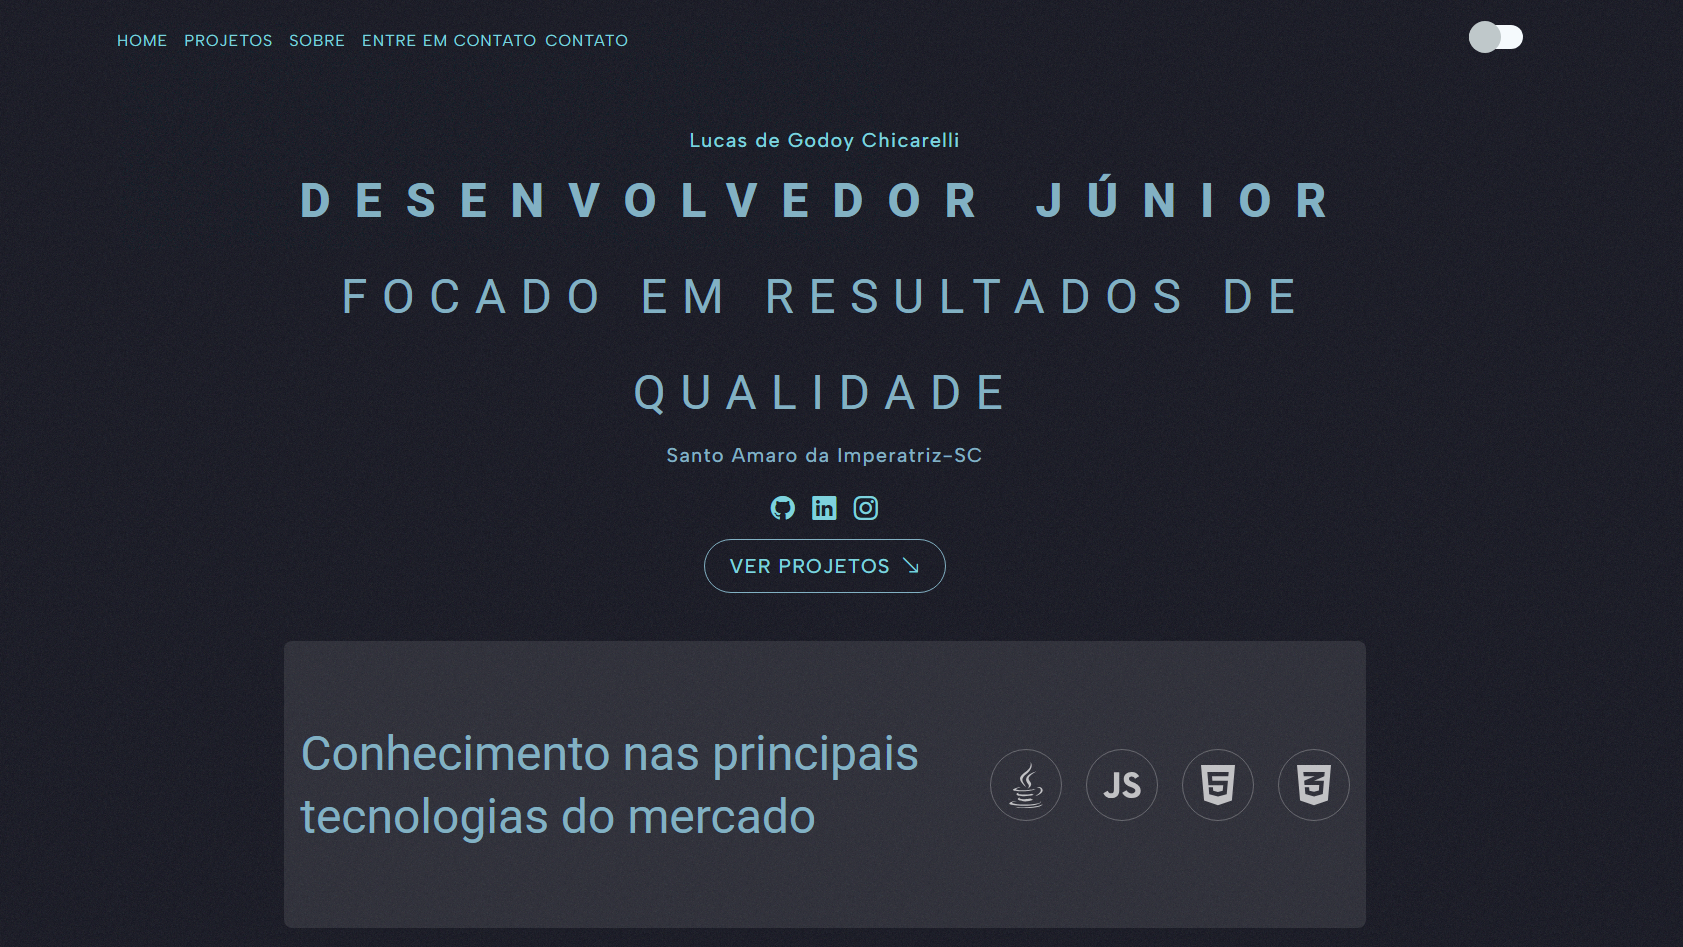 HOME PROJETOS SOBRE ENTRE EM CONTATO CONTATO
Lucas de Godoy Chicarelli
DESENVOLVEDOR JÚNIOR
FOCADO EM RESULTADOS DE
QUALIDADE
Santo Amaro da Imperatriz-SC
in
VER PROJETOS
Conhecimento nas principais
tecnologias do mercado
JS 5 3